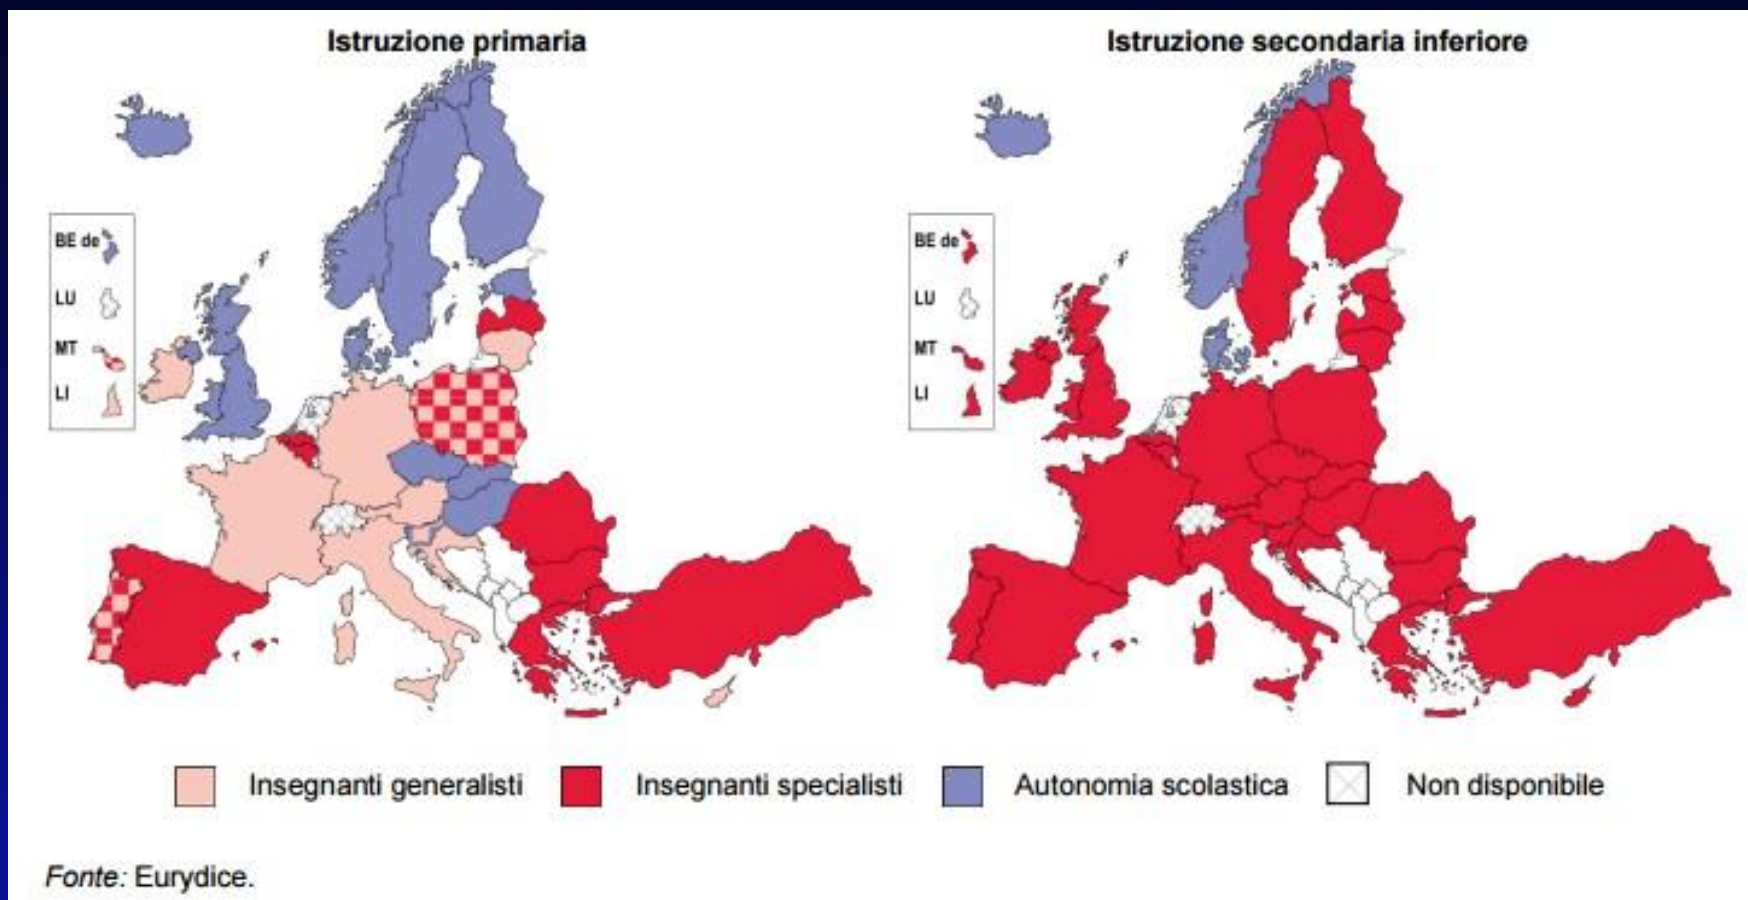 Istruzione primaria
Istruzione secondaria inferiore
BE de
LU
MT
LI
BE de
LU
MT
LI
Insegnanti generalisti
Insegnanti specialisti
Autonomia scolastica
Non disponibile
Fonte: Eurydice.